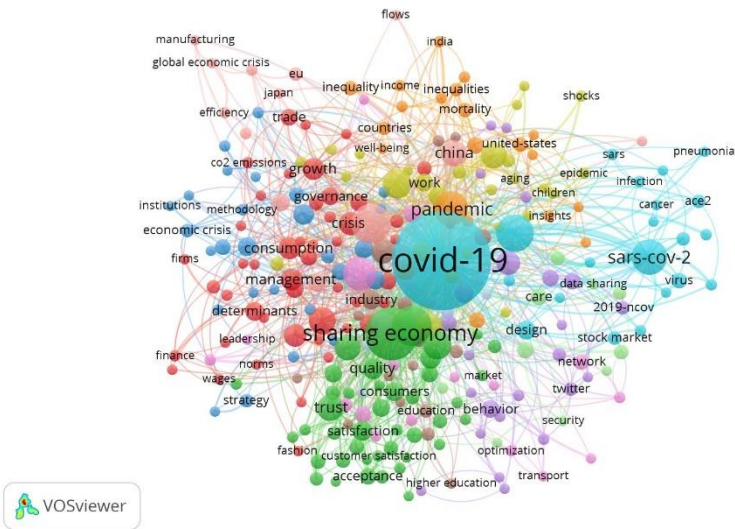 flows
manufacturing
india
global economic crisis
eu
inequality
income
inequalities
japan
shocks
mortality
efficiency
trade
countries
united-states
well-being
china
sars
pneumonia
co2 emissions
growth
work
aging
epidemic
infection
children
cancer
ace2
institutions
methodology
governance
pandemic
insights
crisis
economic crisis
consumption
covid-19
sars-cov-2
firms
management
data sharing
virus
industry
care
determinants
2019-ncov
sharing economy
design
stock market
leadership
finance
norms
quality
market
network
wages
consumers
twitter
strategy
trust
education
behavior
security
satisfaction
fashion
customer satisfaction
optimization
acceptance
higher education
transport
VOSviewer